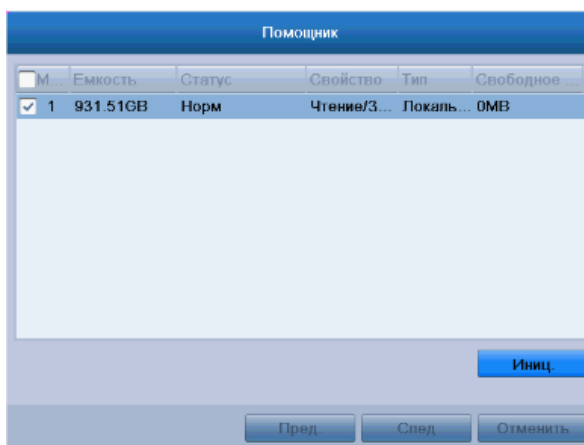 Помощник
М... Емкость Статус Свойство Тип Свободное ...
1 931.51GB Норм Чтение/З... Локаль... 0MB
Иниц.
Пред. След Отменить